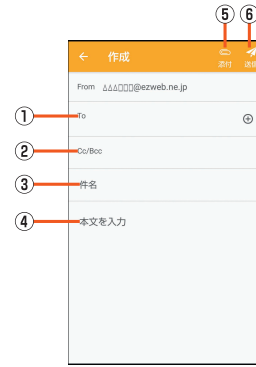 ⑤ ⑥
← 作成
添付 送信
From △△△□□□@ezweb.ne.jp
① To
② Cc/Bcc
③ 件名
④ 本文を入力